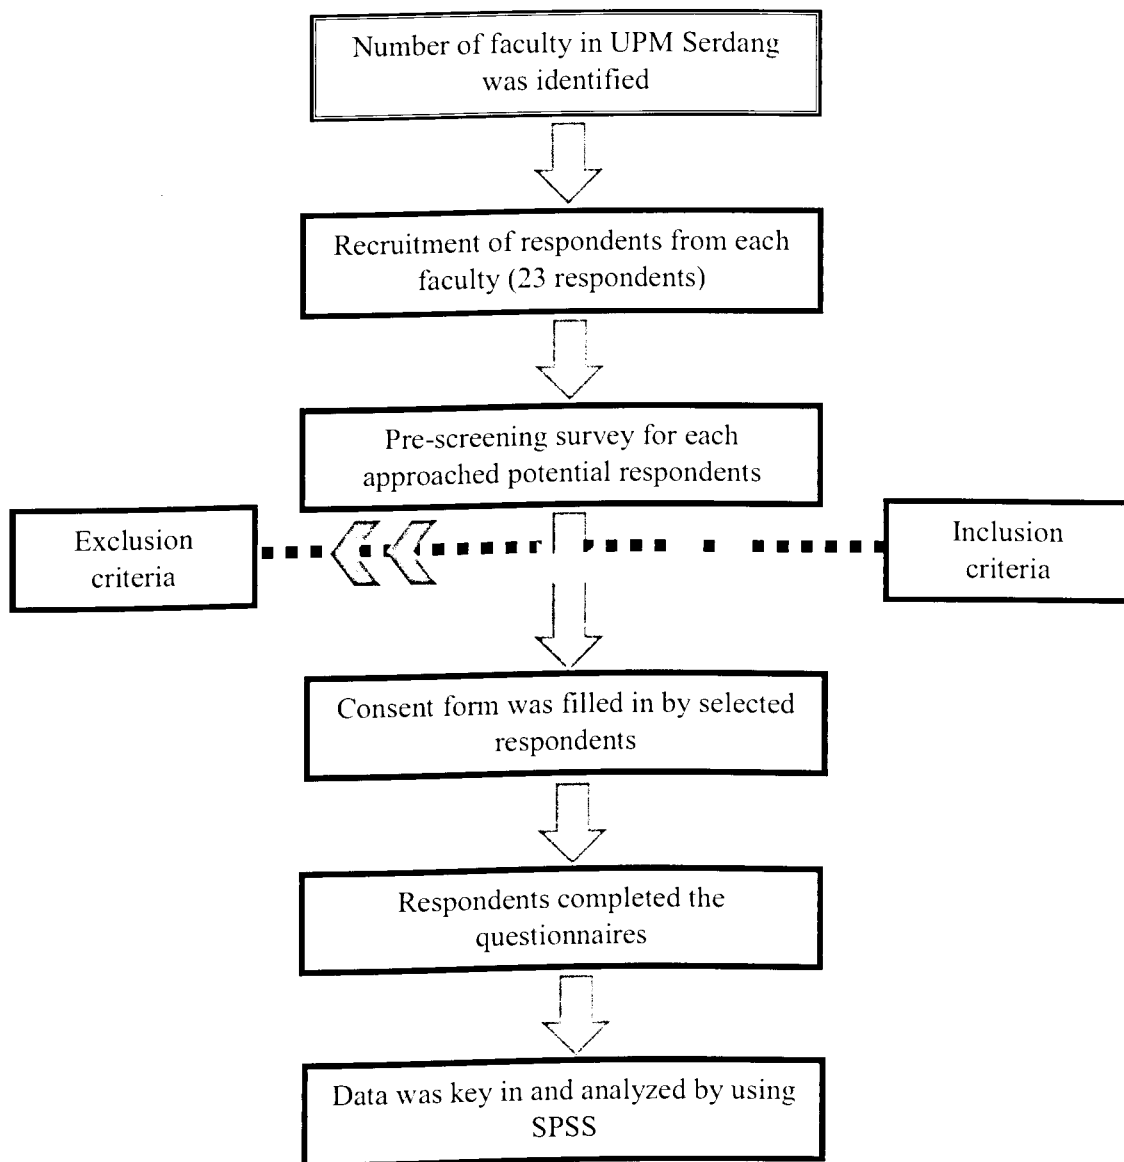 Number of faculty in UPM Serdang
was identified
Recruitment of respondents from each
faculty (23 respondents)
Pre-screening survey for each
approached potential respondents
Exclusion
criteria
Inclusion
criteria
Consent form was filled in by selected
respondents
Respondents completed the
questionnaires
Data was key in and analyzed by using
SPSS